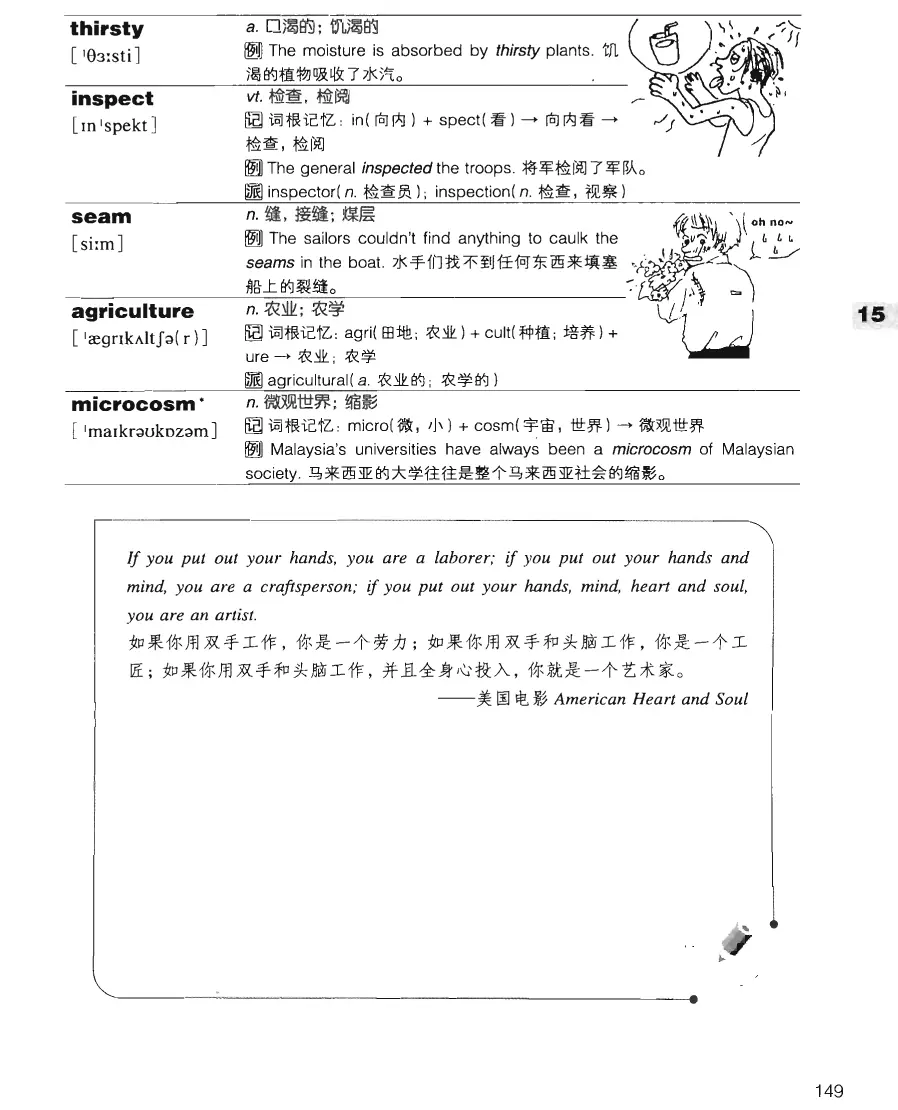 thirsty a. 口渴的；饥渴的
[ˈθɜːsti] 例 The moisture is absorbed by thirsty plants. 饥
渴的植物吸收了水汽。
inspect vt. 检查，检阅
[ɪnˈspekt] 记 词根记忆：in(向内) + spect(看) → 向内看 →
检查，检阅
例 The general inspected the troops. 将军检阅了军队。
派 inspector(n. 检查员)；inspection(n. 检查，视察)
seam n. 缝，接缝；煤层
[siːm] 例 The sailors couldn't find anything to caulk the
seams in the boat. 水手们找不到任何东西来填塞
船上的裂缝。
oh no~
agriculture n. 农业；农学
[ˈæɡrɪkʌltʃə(r)] 记 词根记忆：agri(田地；农业) + cult(种植；培养) +
ure → 农业；农学
派 agricultural(a. 农业的；农学的)
15
microcosm* n. 微观世界；缩影
[ˈmaɪkrəʊkɒzəm] 记 词根记忆：micro(微，小) + cosm(宇宙，世界) → 微观世界
例 Malaysia's universities have always been a microcosm of Malaysian
society. 马来西亚的大学往往是整个马来西亚社会的缩影。
If you put out your hands, you are a laborer; if you put out your hands and
mind, you are a craftsperson; if you put out your hands, mind, heart and soul,
you are an artist.
如果你用双手工作，你是一个劳力；如果你用双手和头脑工作，你是一个工
匠；如果你用双手和头脑工作，并且全身心投入，你就是一个艺术家。
——美国电影 American Heart and Soul
149